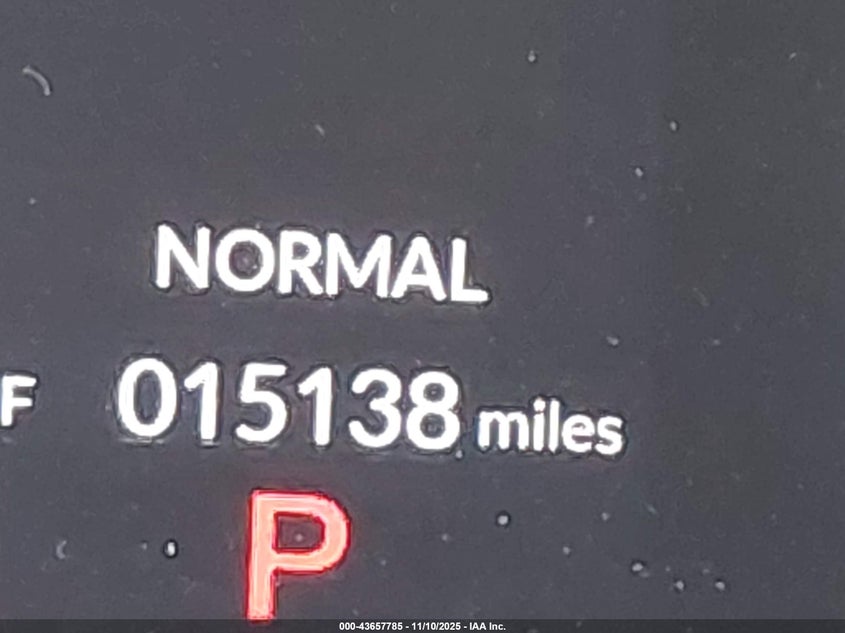 NORMAL
F 015138 miles
P
000-43657785 - 11/10/2025 - IAA Inc.